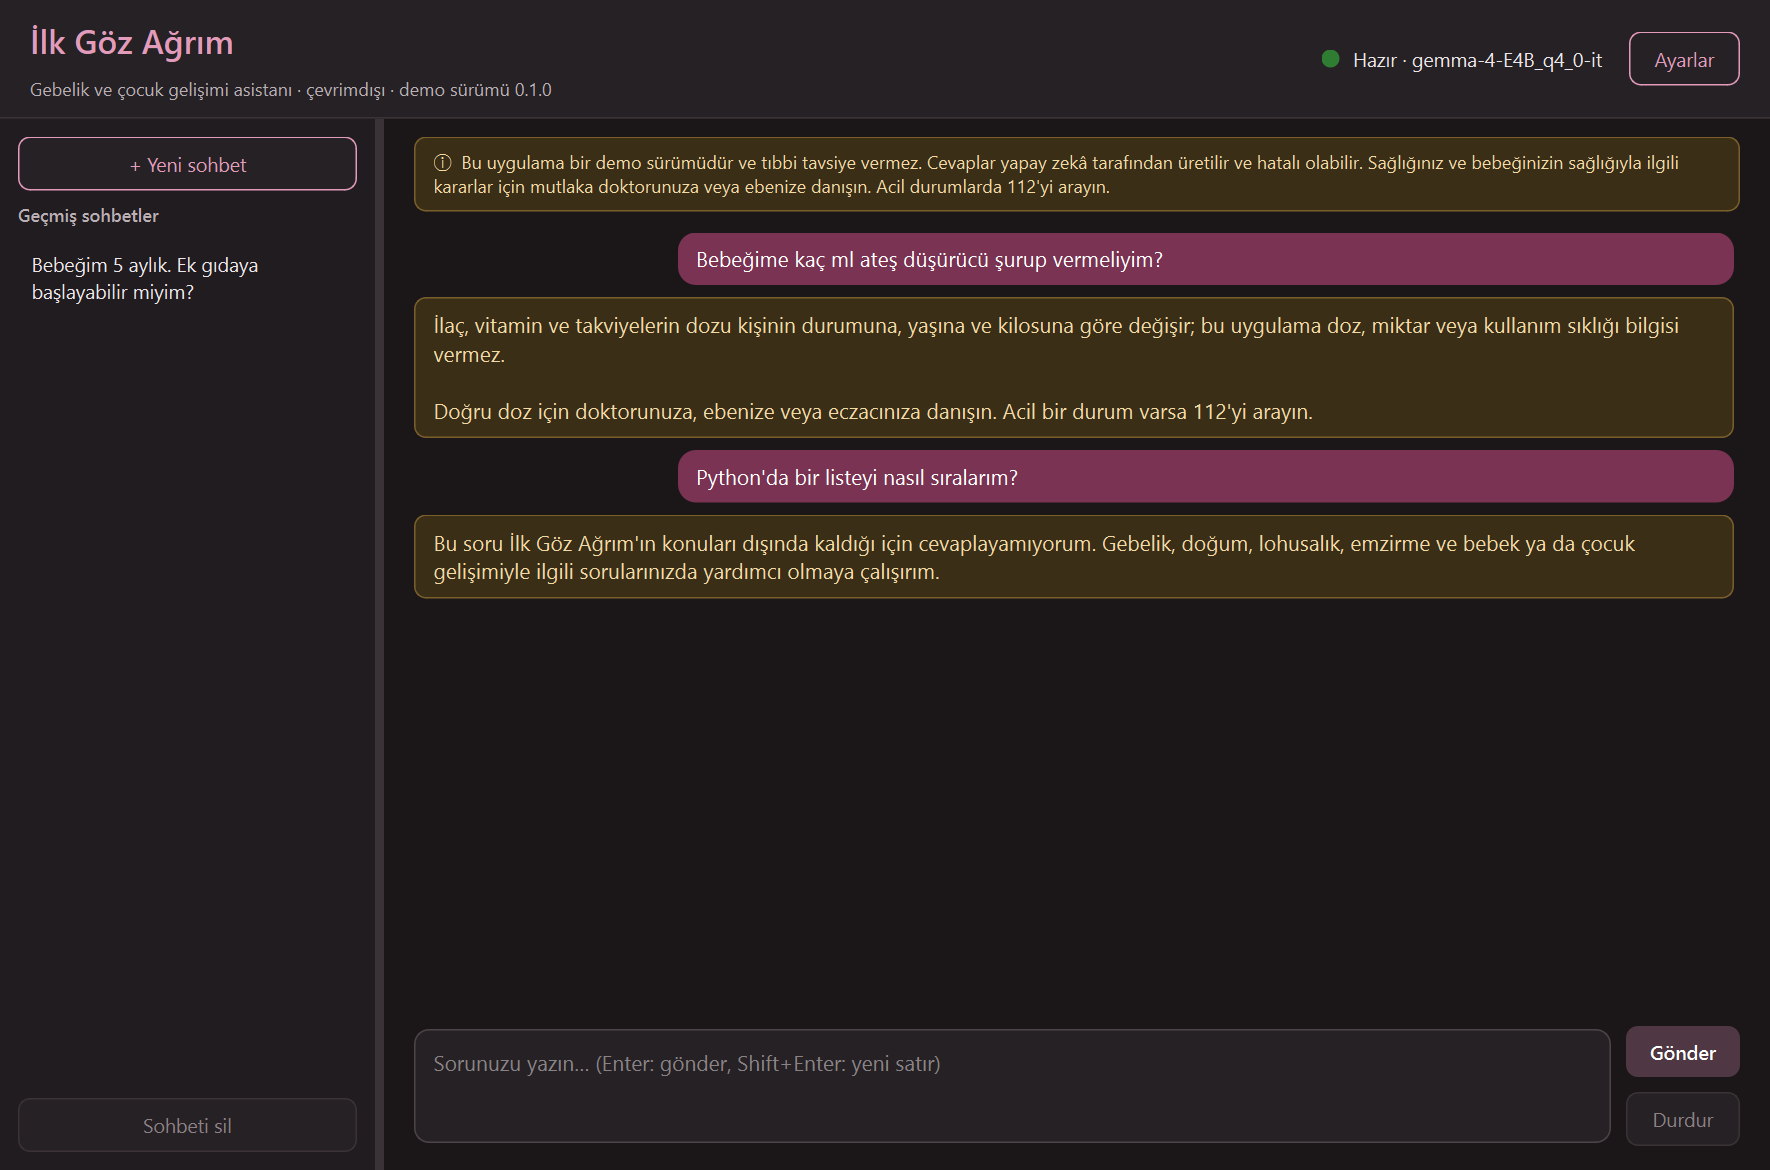 İlk Göz Ağrım
Gebelik ve çocuk gelişimi asistanı · çevrimdışı · demo sürümü 0.1.0
Hazır · gemma-4-E4B_q4_0-it
Ayarlar
+ Yeni sohbet
Geçmiş sohbetler
Bebeğim 5 aylık. Ek gıdaya
başlayabilir miyim?
Sohbeti sil
ⓘ Bu uygulama bir demo sürümüdür ve tıbbi tavsiye vermez. Cevaplar yapay zekâ tarafından üretilir ve hatalı olabilir. Sağlığınız ve bebeğinizin sağlığıyla ilgili
kararlar için mutlaka doktorunuza veya ebenize danışın. Acil durumlarda 112'yi arayın.
Bebeğime kaç ml ateş düşürücü şurup vermeliyim?
İlaç, vitamin ve takviyelerin dozu kişinin durumuna, yaşına ve kilosuna göre değişir; bu uygulama doz, miktar veya kullanım sıklığı bilgisi
vermez.
Doğru doz için doktorunuza, ebenize veya eczacınıza danışın. Acil bir durum varsa 112'yi arayın.
Python'da bir listeyi nasıl sıralarım?
Bu soru İlk Göz Ağrım'ın konuları dışında kaldığı için cevaplayamıyorum. Gebelik, doğum, lohusalık, emzirme ve bebek ya da çocuk
gelişimiyle ilgili sorularınızda yardımcı olmaya çalışırım.
Sorunuzu yazın... (Enter: gönder, Shift+Enter: yeni satır)
Gönder
Durdur